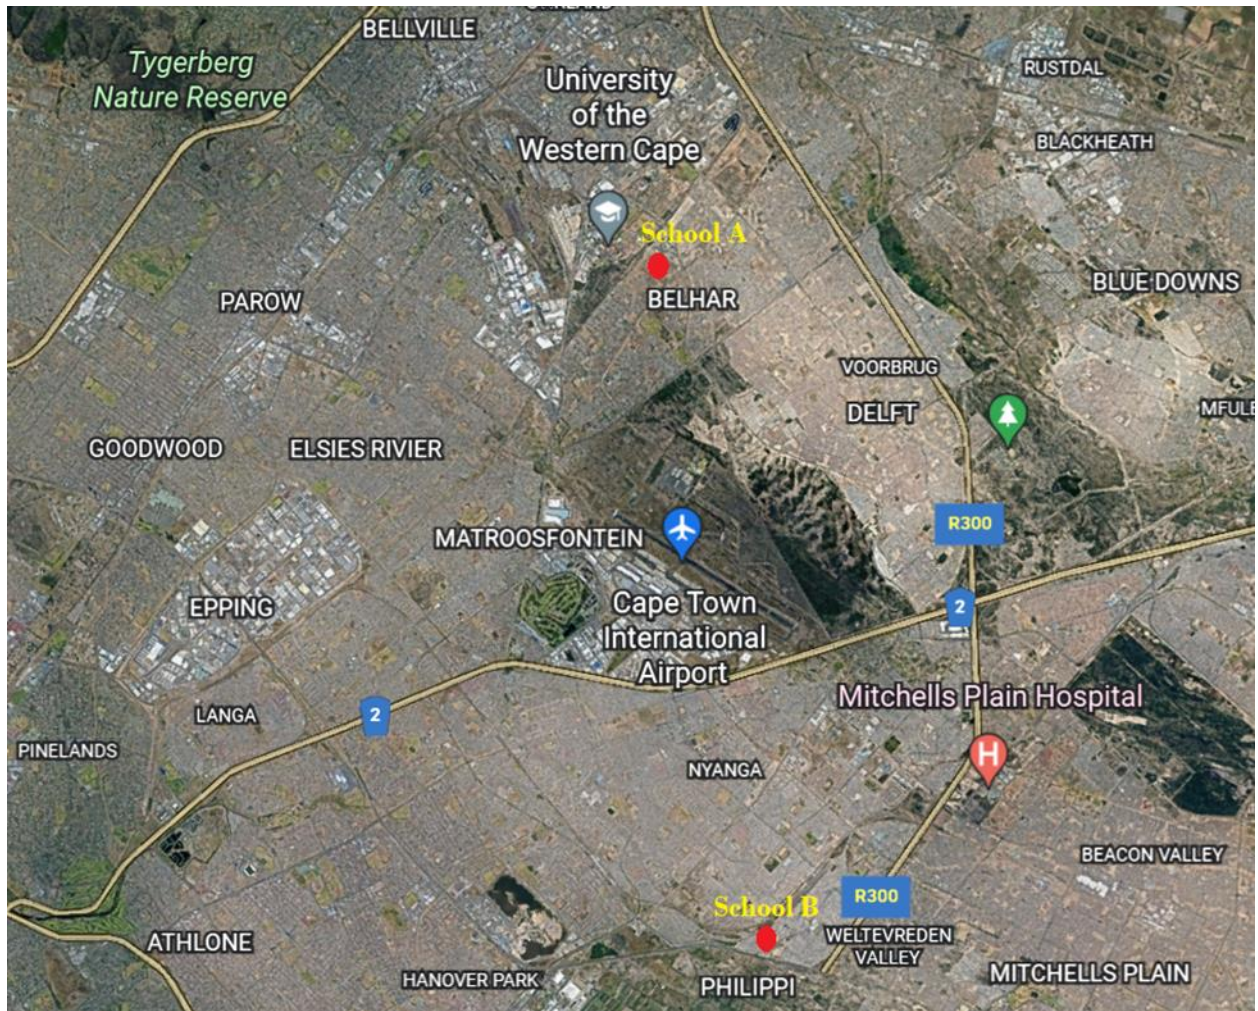 BELLVILLE
Tygerberg
Nature Reserve
University
of the
Western Cape
RUSTDAL
BLACKHEATH
School A
BELHAR
BLUE DOWNS
PAROW
VOORBRUG
DELFT
GOODWOOD
ELSIES RIVIER
R300
MATROOSFONTEIN
EPPING
Cape Town
International
Airport
2
Mitchells Plain Hospital
2
LANGA
PINELANDS
H
NYANGA
BEACON VALLEY
R300
School B
WELTEVREDEN
VALLEY
ATHLONE
HANOVER PARK
PHILIPPI
MITCHELLS PLAIN